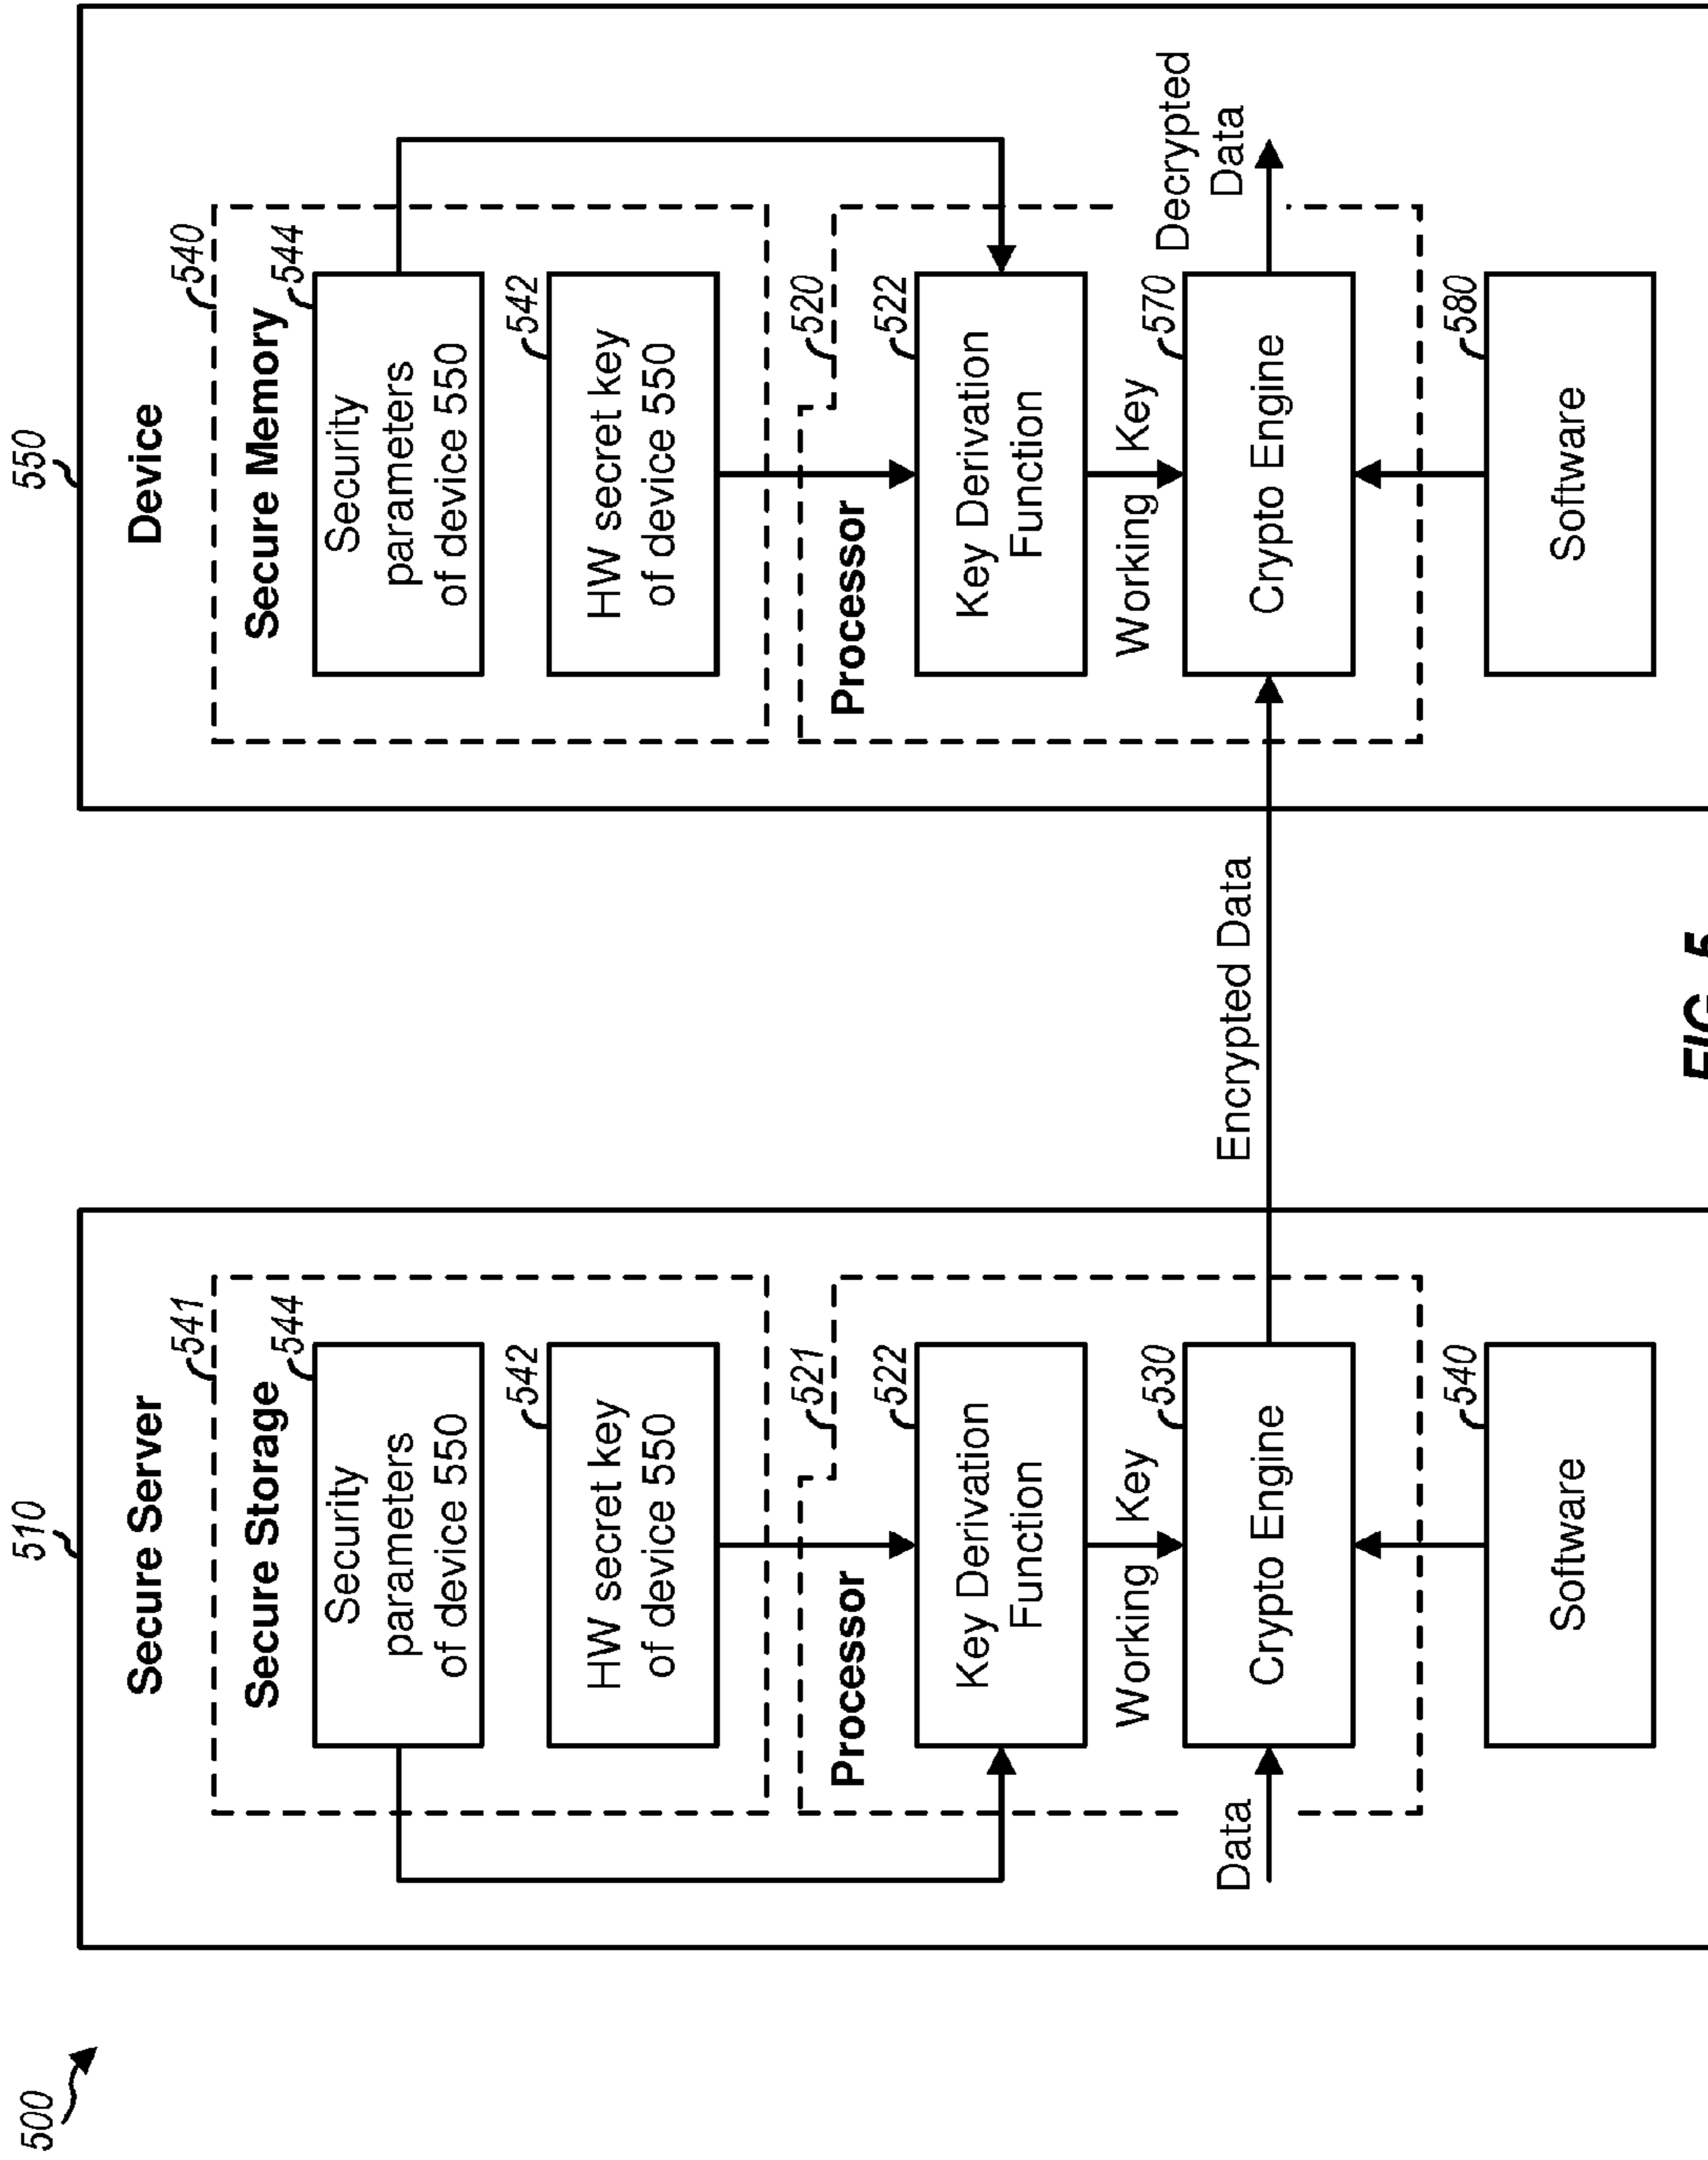 500
510
Secure Server
541
Secure Storage
544
Security
parameters
of device 550
542
HW secret key
of device 550
521
Processor
522
Key Derivation
Function
Working Key
530
Data
Crypto Engine
540
Software
Encrypted Data
550
Device
540
Secure Memory
544
Security
parameters
of device 550
542
HW secret key
of device 550
520
Processor
522
Key Derivation
Function
Working Key
570
Crypto Engine
Decrypted
Data
580
Software
FIG. 5